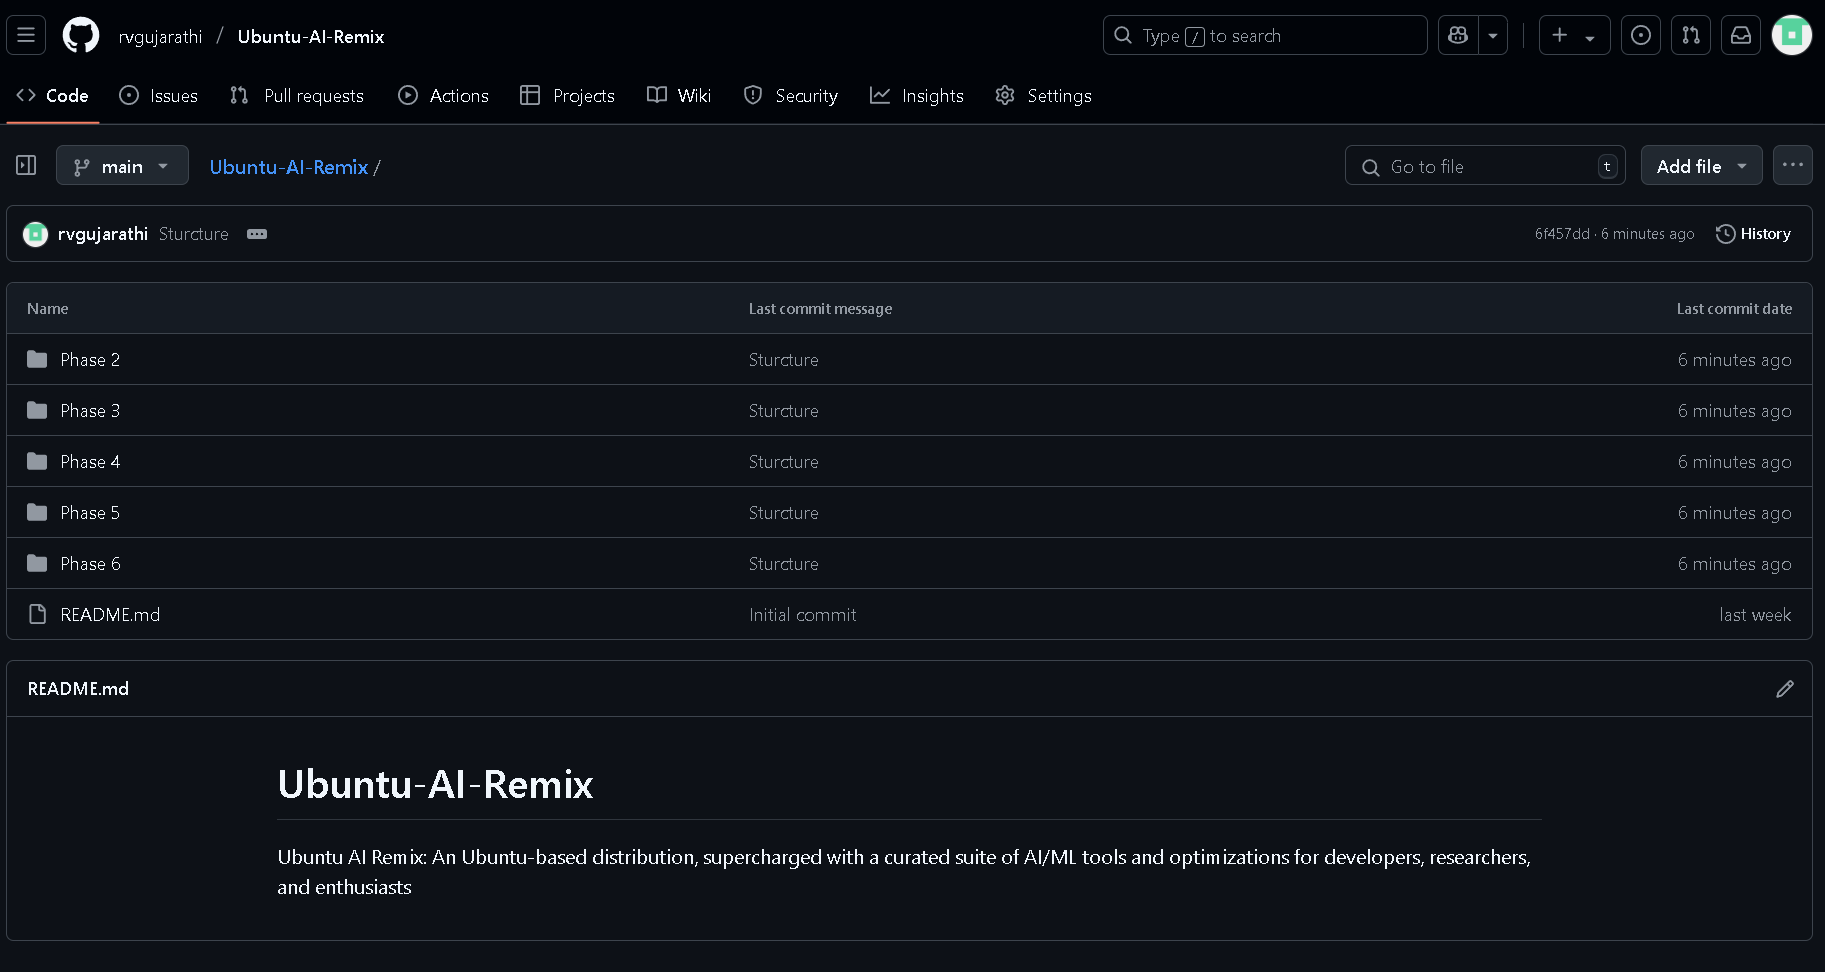 rvgujarathi / Ubuntu-AI-Remix
Type / to search
Code Issues Pull requests Actions Projects Wiki Security Insights Settings
main Ubuntu-AI-Remix / Go to file t Add file
rvgujarathi Sturcture 6f457dd · 6 minutes ago History
Name Last commit message Last commit date
Phase 2 Sturcture 6 minutes ago
Phase 3 Sturcture 6 minutes ago
Phase 4 Sturcture 6 minutes ago
Phase 5 Sturcture 6 minutes ago
Phase 6 Sturcture 6 minutes ago
README.md Initial commit last week
README.md
Ubuntu-AI-Remix
Ubuntu AI Remix: An Ubuntu-based distribution, supercharged with a curated suite of AI/ML tools and optimizations for developers, researchers,
and enthusiasts